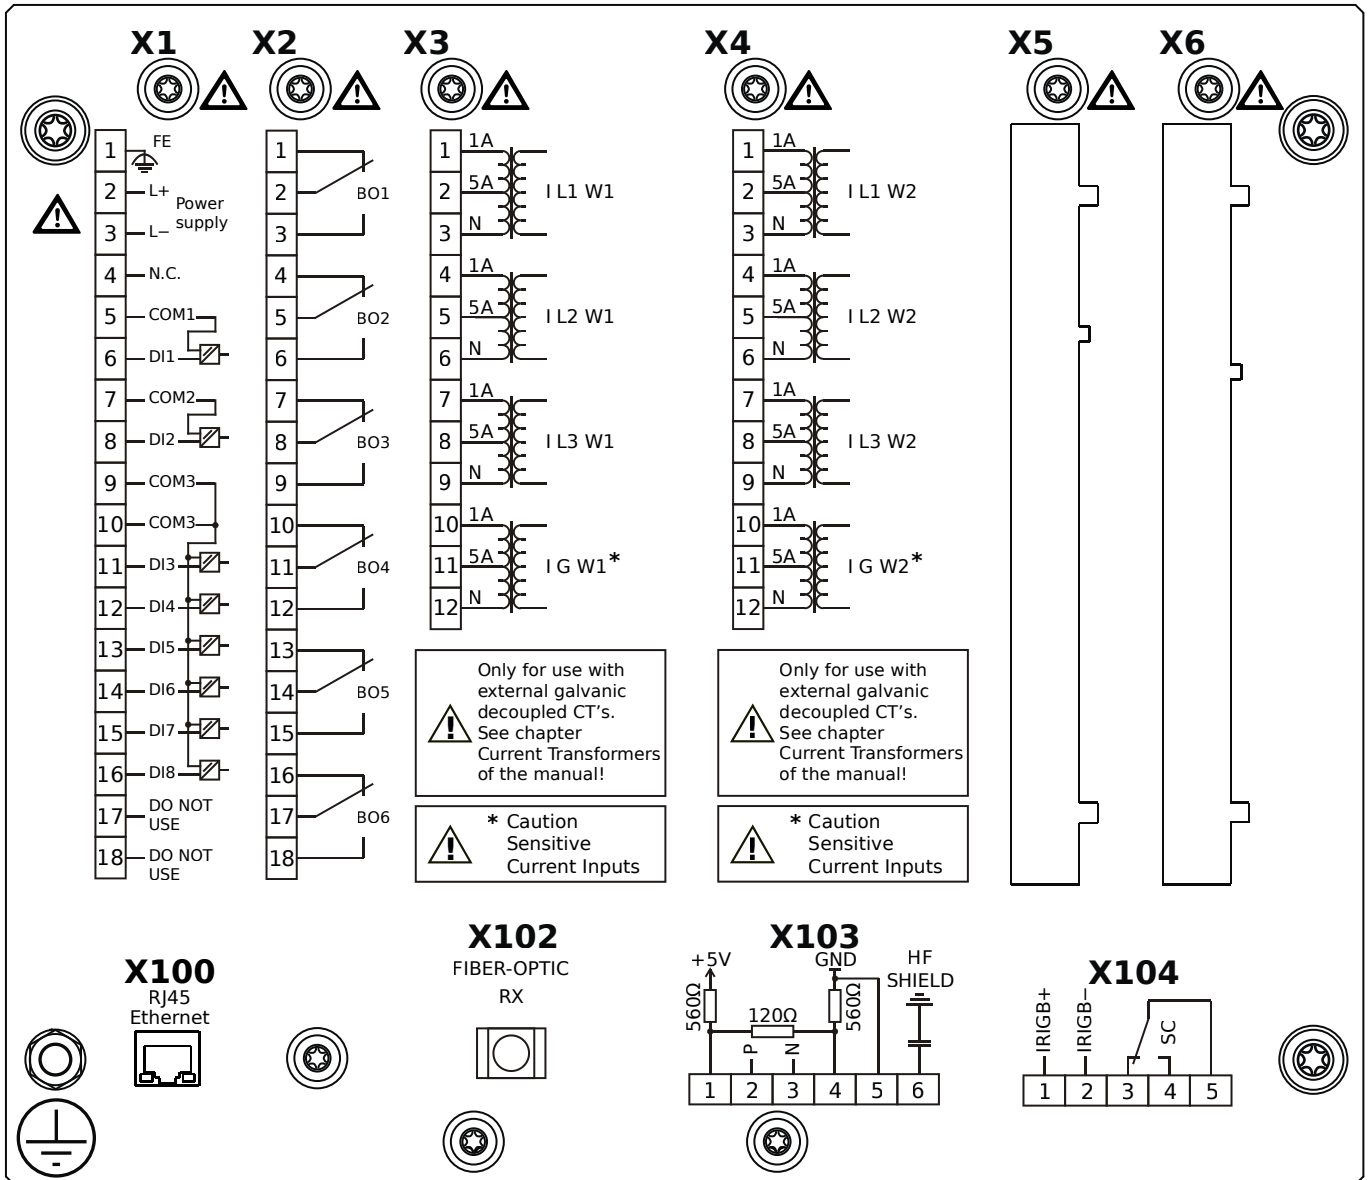 X1
X2
X3
X4
X5
X6
1
FE
2
L+
Power
supply
3
L−
4
N.C.
5
COM1
6
DI1
7
COM2
8
DI2
9
COM3
10
COM3
11
DI3
12
DI4
13
DI5
14
DI6
15
DI7
16
DI8
17
DO NOT
USE
18
DO NOT
USE
1
2
BO1
3
4
5
BO2
6
7
8
BO3
9
10
11
BO4
12
13
14
BO5
15
16
17
BO6
18
1
1A
2
5A
I L1 W1
3
N
4
1A
5
5A
I L2 W1
6
N
7
1A
8
5A
I L3 W1
9
N
10
1A
11
5A
I G W1*
12
N
Only for use with
external galvanic
decoupled CT's.
See chapter
Current Transformers
of the manual!
* Caution
Sensitive
Current Inputs
1
1A
2
5A
I L1 W2
3
N
4
1A
5
5A
I L2 W2
6
N
7
1A
8
5A
I L3 W2
9
N
10
1A
11
5A
I G W2*
12
N
Only for use with
external galvanic
decoupled CT's.
See chapter
Current Transformers
of the manual!
* Caution
Sensitive
Current Inputs
X100
RJ45
Ethernet
X102
FIBER-OPTIC
RX
X103
+5V
GND
HF
SHIELD
560Ω
120Ω
560Ω
P
N
1 2 3 4 5 6
X104
IRIGB+
IRIGB−
SC
1 2 3 4 5